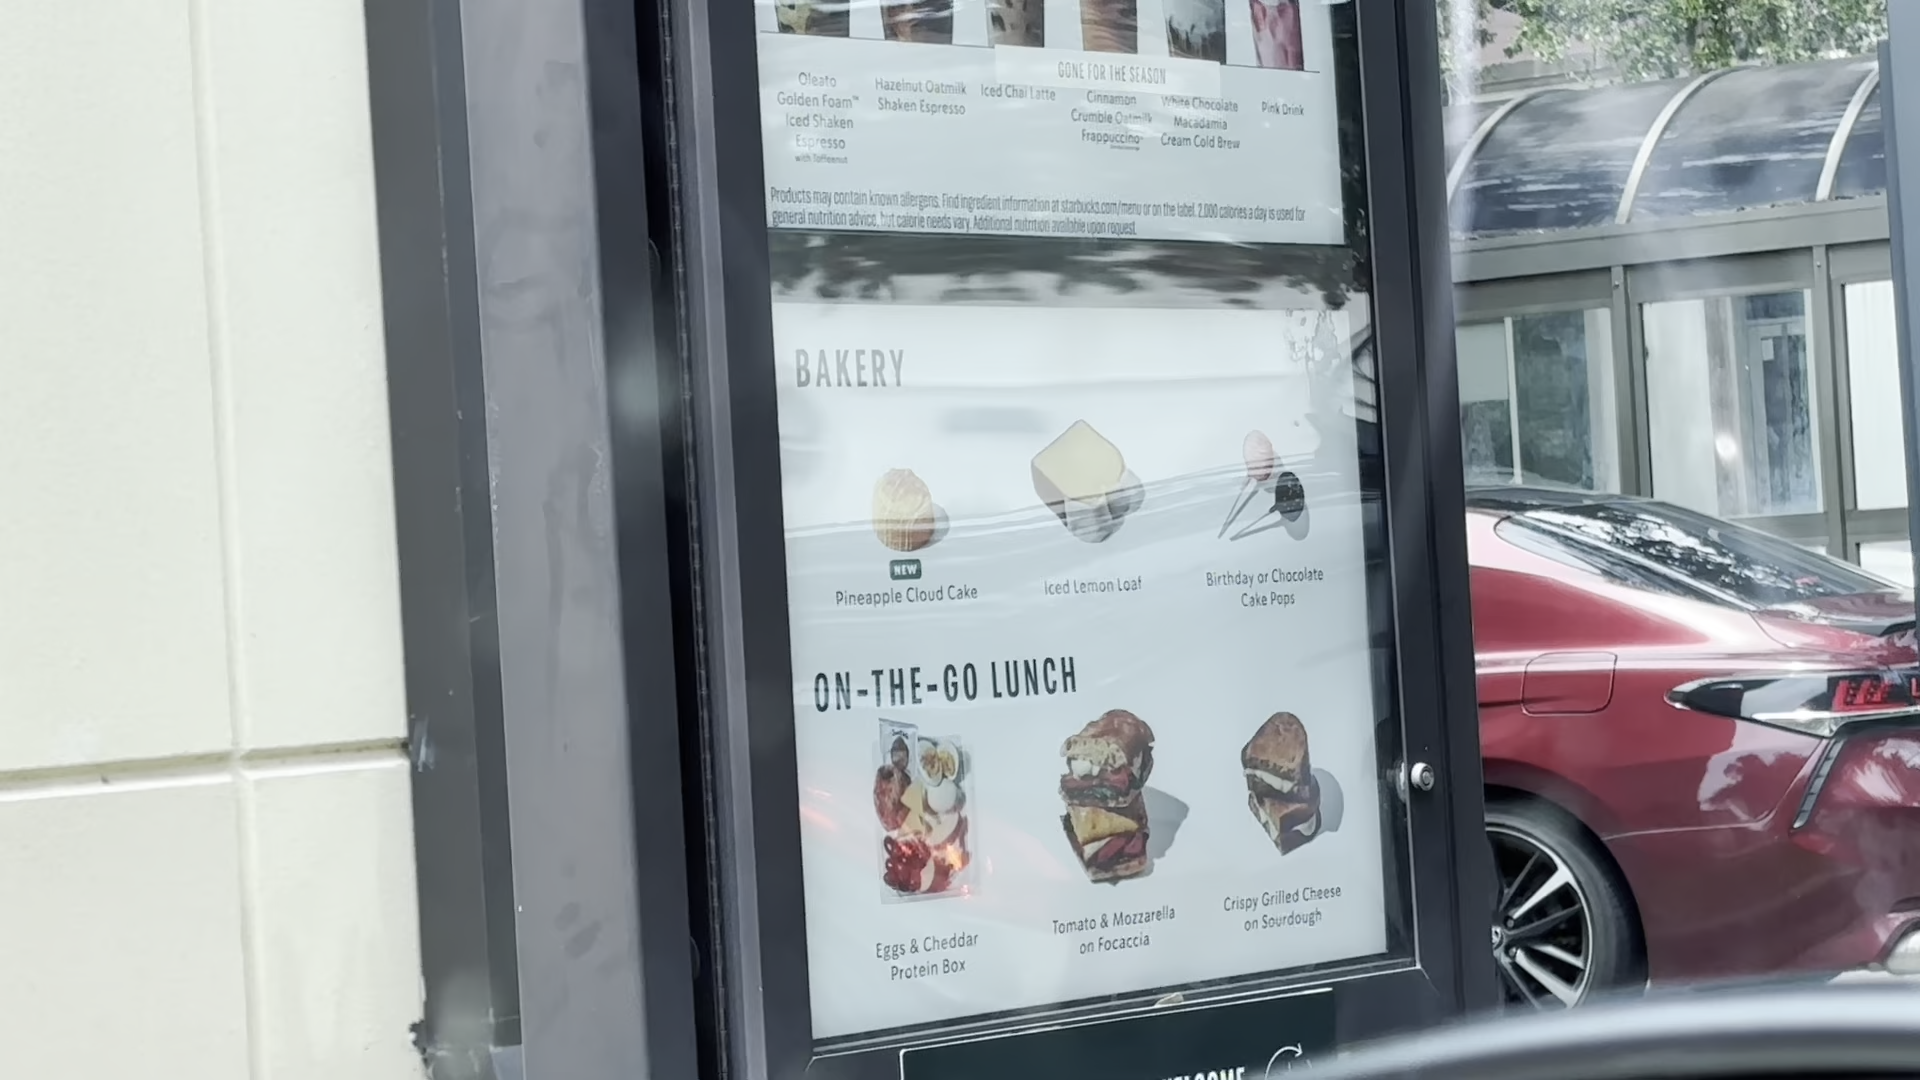 GONE FOR THE SEASON
Oleato
Golden Foam™
Iced Shaken
Espresso
with Toffeenut
Hazelnut Oatmilk
Shaken Espresso
Iced Chai Latte
Cinnamon
Crumble Oatmilk
Frappuccino
White Chocolate
Macadamia
Cream Cold Brew
Pink Drink
Products may contain known allergens. Find ingredient information at starbucks.com/menu or on the label. 2,000 calories a day is used for
general nutrition advice, but calorie needs vary. Additional nutrition available upon request.
BAKERY
NEW
Pineapple Cloud Cake
Iced Lemon Loaf
Birthday or Chocolate
Cake Pops
ON-THE-GO LUNCH
Eggs & Cheddar
Protein Box
Tomato & Mozzarella
on Focaccia
Crispy Grilled Cheese
on Sourdough
WELCOME